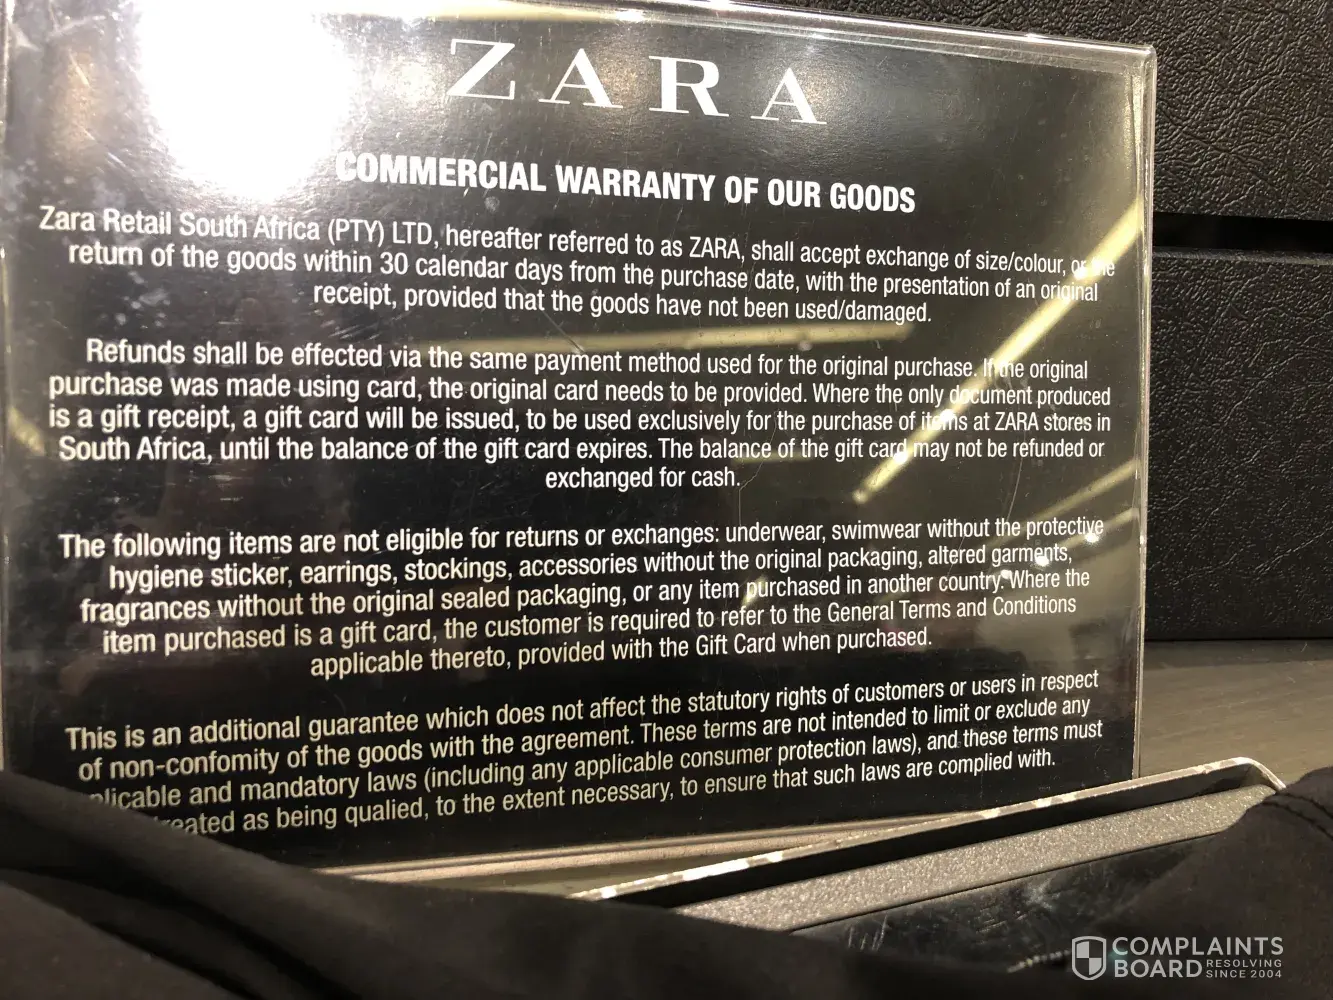 ZARA
COMMERCIAL WARRANTY OF OUR GOODS
Zara Retail South Africa (PTY) LTD, hereafter referred to as ZARA, shall accept exchange of size/colour, or the
return of the goods within 30 calendar days from the purchase date, with the presentation of an original
receipt, provided that the goods have not been used/damaged.
Refunds shall be effected via the same payment method used for the original purchase. If the original
purchase was made using card, the original card needs to be provided. Where the only document produced
is a gift receipt, a gift card will be issued, to be used exclusively for the purchase of items at ZARA stores in
South Africa, until the balance of the gift card expires. The balance of the gift card may not be refunded or
exchanged for cash.
The following items are not eligible for returns or exchanges: underwear, swimwear without the protective
hygiene sticker, earrings, stockings, accessories without the original packaging, altered garments,
fragrances without the original sealed packaging, or any item purchased in another country. Where the
item purchased is a gift card, the customer is required to refer to the General Terms and Conditions
applicable thereto, provided with the Gift Card when purchased.
This is an additional guarantee which does not affect the statutory rights of customers or users in respect
of non-comfomity of the goods with the agreement. These terms are not intended to limit or exclude any
plicable and mandatory laws (including any applicable consumer protection laws), and these terms must
eated as being qualied, to the extent necessary, to ensure that such laws are complied with.
COMPLAINTS
BOARD RESOLVING
SINCE 2004